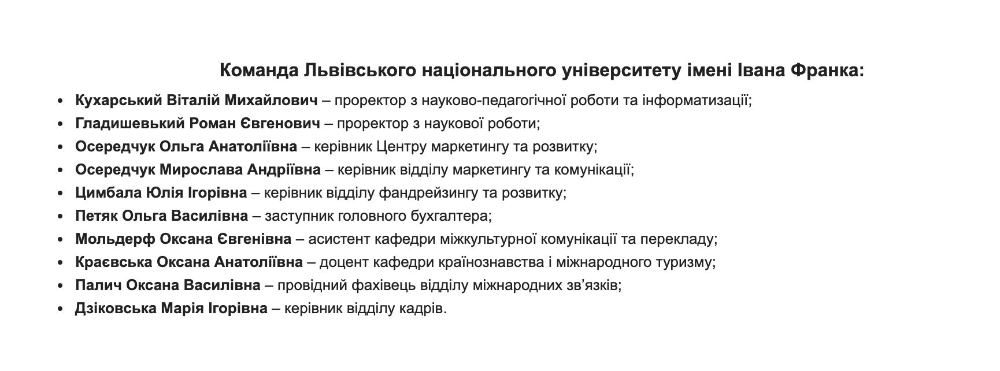 Команда Львівського національного університету імені Івана Франка:
• Кухарський Віталій Михайлович – проректор з науково-педагогічної роботи та інформатизації;
• Гладишевький Роман Євгенович – проректор з наукової роботи;
• Осередчук Ольга Анатоліївна – керівник Центру маркетингу та розвитку;
• Осередчук Мирослава Андріївна – керівник відділу маркетингу та комунікації;
• Цимбала Юлія Ігорівна – керівник відділу фандрейзингу та розвитку;
• Петяк Ольга Василівна – заступник головного бухгалтера;
• Мольдерф Оксана Євгенівна – асистент кафедри міжкультурної комунікації та перекладу;
• Краєвська Оксана Анатоліївна – доцент кафедри країнознавства і міжнародного туризму;
• Палич Оксана Василівна – провідний фахівець відділу міжнародних зв’язків;
• Дзіковська Марія Ігорівна – керівник відділу кадрів.